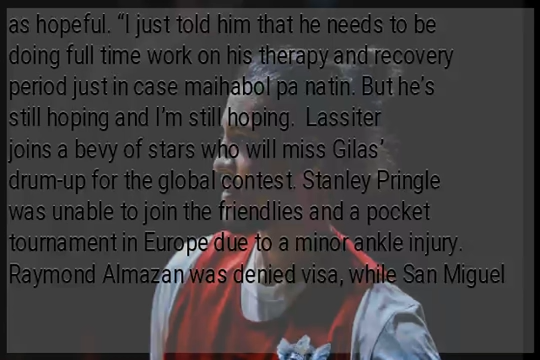 as hopeful. “I just told him that he needs to be
doing full time work on his therapy and recovery
period just in case maihabol pa natin. But he’s
still hoping and I’m still hoping.  Lassiter
joins a bevy of stars who will miss Gilas’
drum-up for the global contest. Stanley Pringle
was unable to join the friendlies and a pocket
tournament in Europe due to a minor ankle injury.
Raymond Almazan was denied visa, while San Miguel